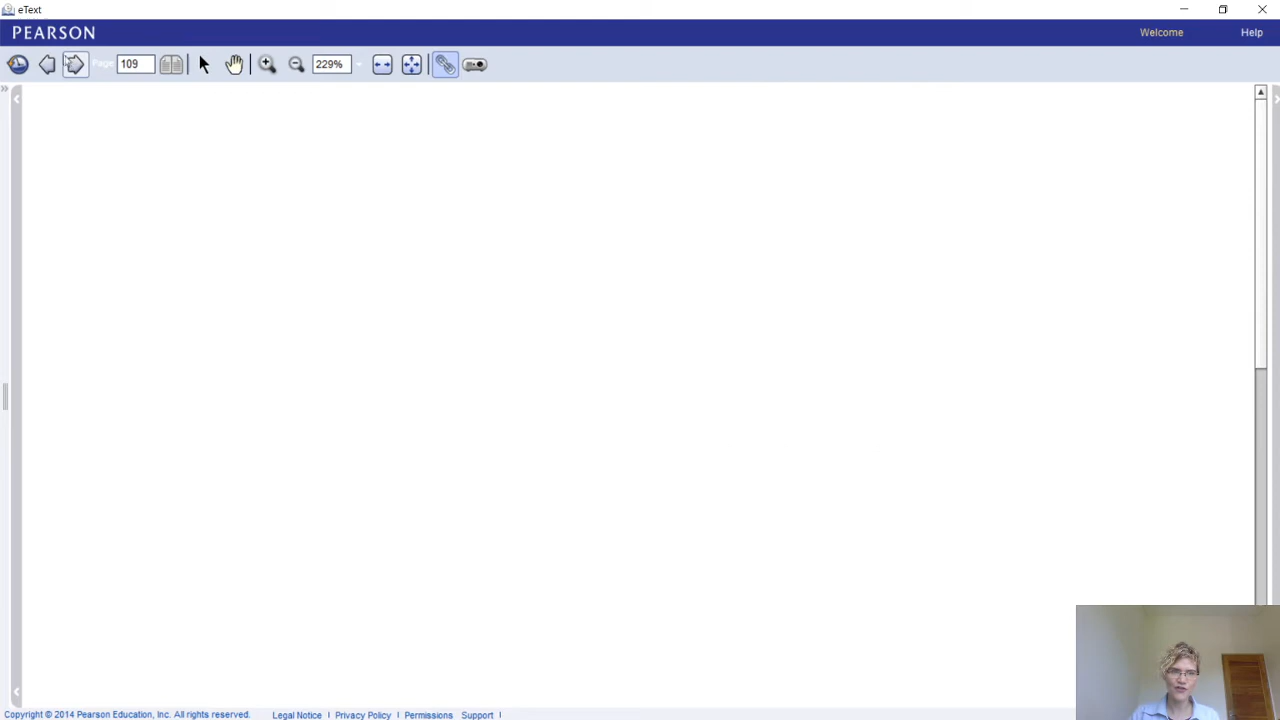 eText
PEARSON
Welcome
Help
Page
109
229%
Copyright © 2014 Pearson Education, Inc. All rights reserved.
Legal Notice | Privacy Policy | Permissions Support |